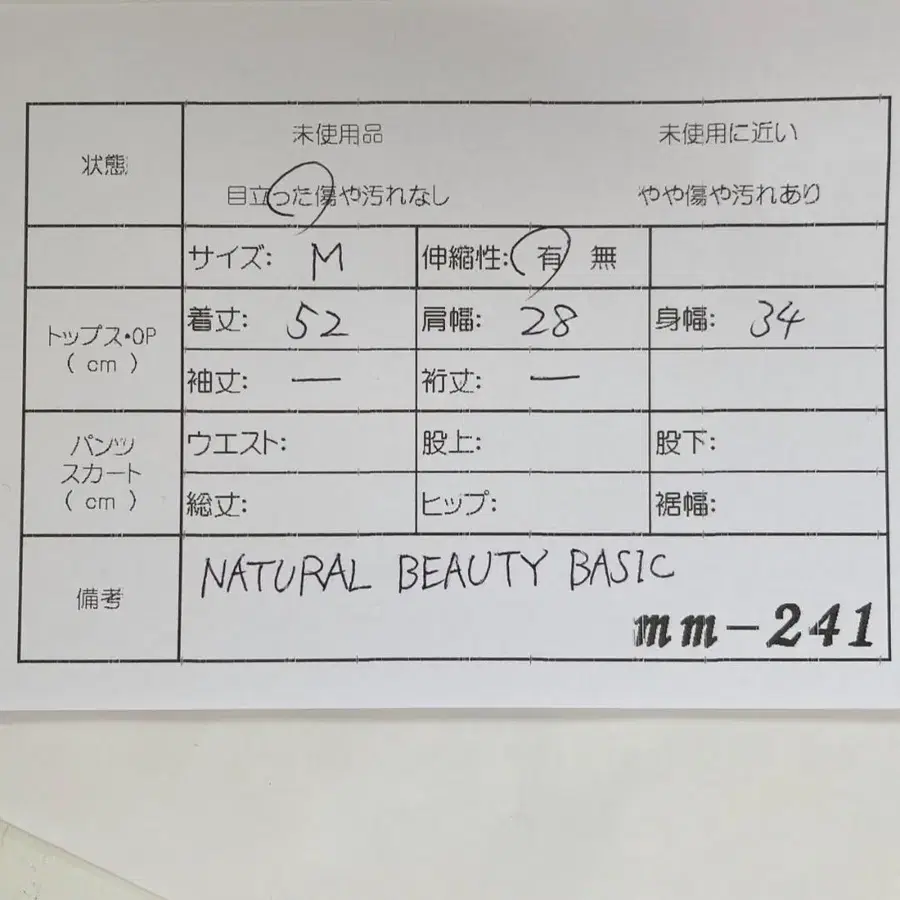 状態
未使用品 未使用に近い
目立った傷や汚れなし やや傷や汚れあり
サイズ: M 伸縮性: 有 無
トップス・OP
( cm )
着丈: 52 肩幅: 28 身幅: 34
袖丈: — 裄丈: —
パンツ
スカート
( cm )
ウエスト: 股上: 股下:
総丈: ヒップ: 裾幅:
備考
NATURAL BEAUTY BASIC
mm-241